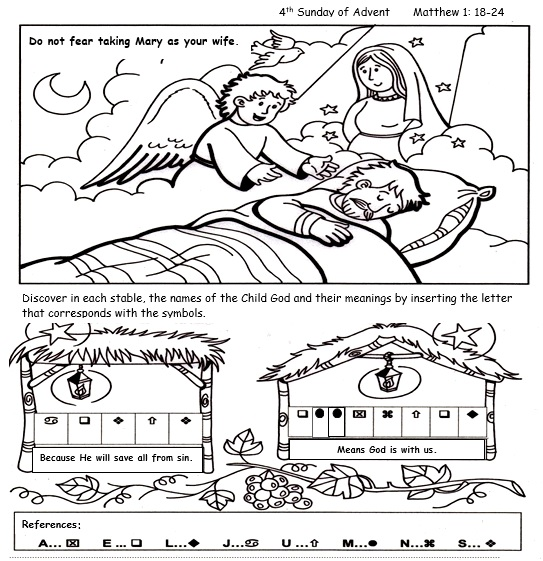 4th Sunday of Advent Matthew 1: 18-24
Do not fear taking Mary as your wife.
Discover in each stable, the names of the Child God and their meanings by inserting the letter
that corresponds with the symbols.
Because He will save all from sin.
Means God is with us.
References:
A... ☒ E ... ❑ L...◆ J...♋ U ...⇧ M...● N...⌘ S... ❖